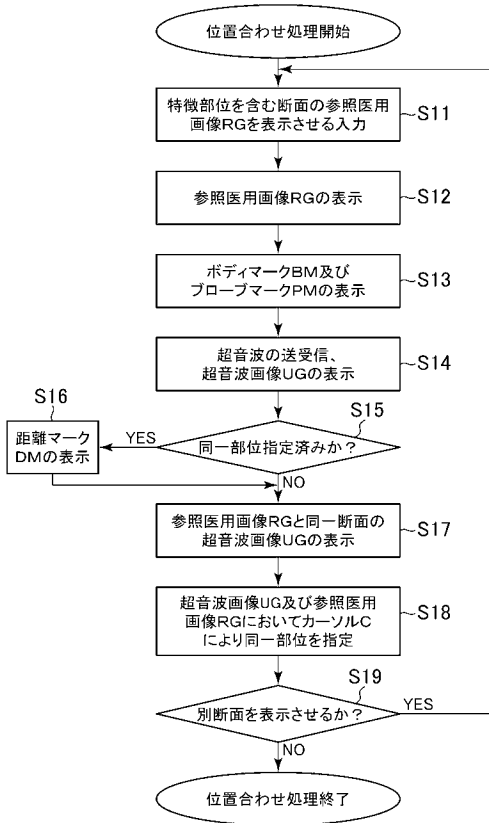 位置合わせ処理開始
特徴部位を含む断面の参照医用
画像RGを表示させる入力
S11
参照医用画像RGの表示
S12
ボディマークBM及び
プローブマークPMの表示
S13
超音波の送受信、
超音波画像UGの表示
S14
S16
S15
距離マーク
DMの表示
YES
同一部位指定済みか？
NO
参照医用画像RGと同一断面の
超音波画像UGの表示
S17
超音波画像UG及び参照医用
画像RGにおいてカーソルC
により同一部位を指定
S18
S19
別断面を表示させるか？
YES
NO
位置合わせ処理終了